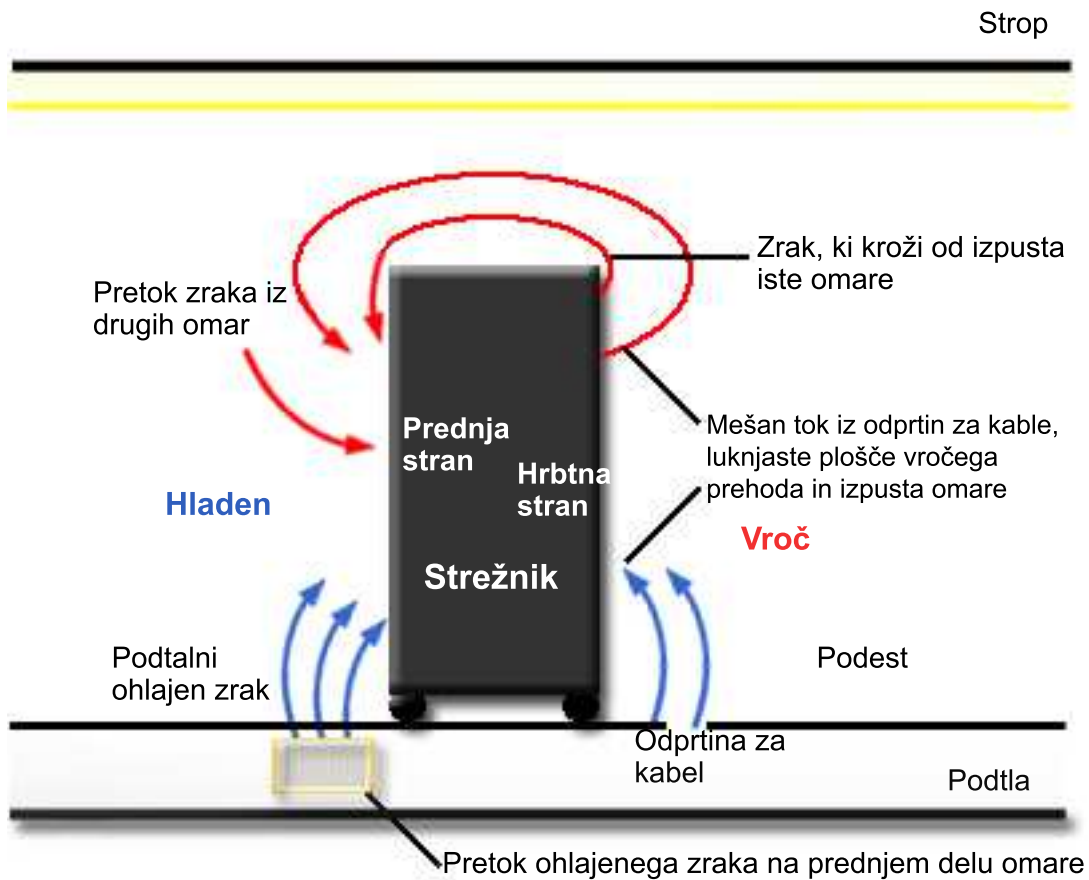 Strop
Zrak, ki kroži od izpusta
iste omare
Pretok zraka iz
drugih omar
Mešan tok iz odprtin za kable,
luknjaste plošče vročega
prehoda in izpusta omare
Prednja
stran
Hrbtna
stran
Hladen
Vroč
Strežnik
Podtalni
ohlajen zrak
Podest
Odprtina za
kabel
Podtla
Pretok ohlajenega zraka na prednjem delu omare